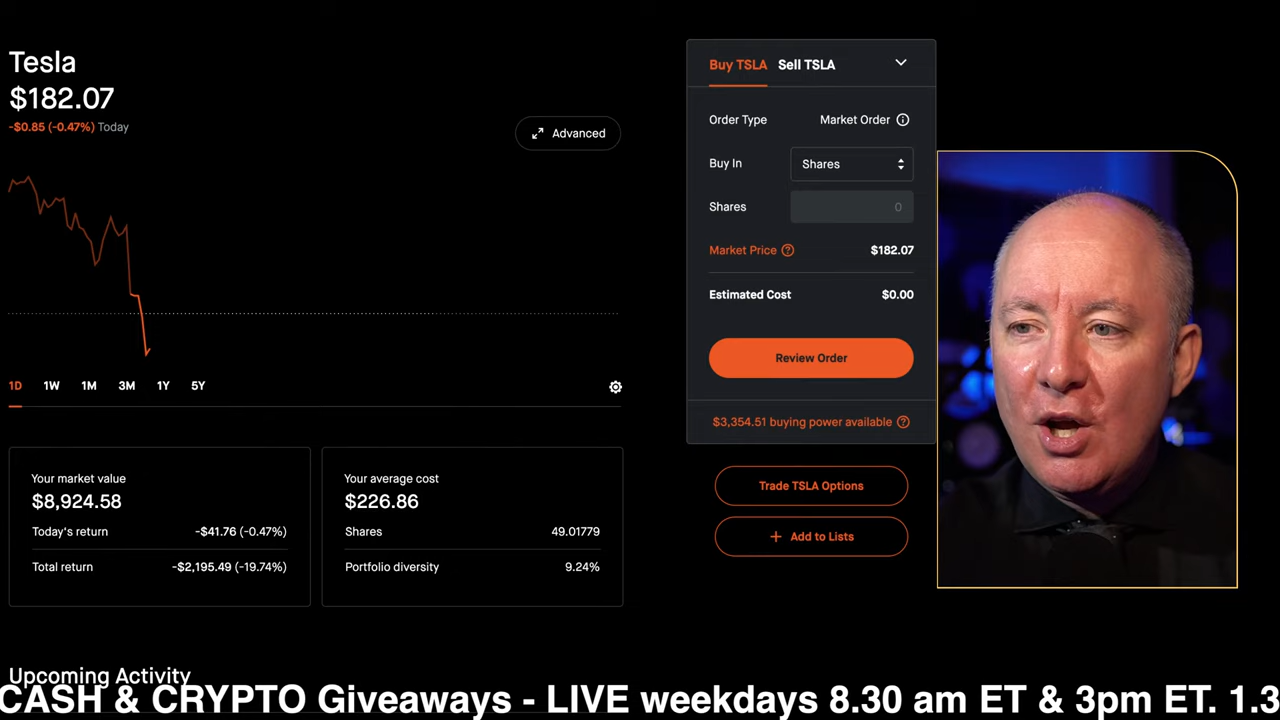 Tesla
$182.07
-$0.85 (-0.47%) Today
Advanced
1D 1W 1M 3M 1Y 5Y
Your market value
$8,924.58
Today's return -$41.76 (-0.47%)
Total return -$2,195.49 (-19.74%)
Your average cost
$226.86
Shares 49.01779
Portfolio diversity 9.24%
Upcoming Activity
Buy TSLA Sell TSLA
Order Type Market Order
Buy In Shares
Shares 0
Market Price $182.07
Estimated Cost $0.00
Review Order
$3,354.51 buying power available
Trade TSLA Options
+ Add to Lists
CASH & CRYPTO Giveaways - LIVE weekdays 8.30 am ET & 3pm ET. 1.3